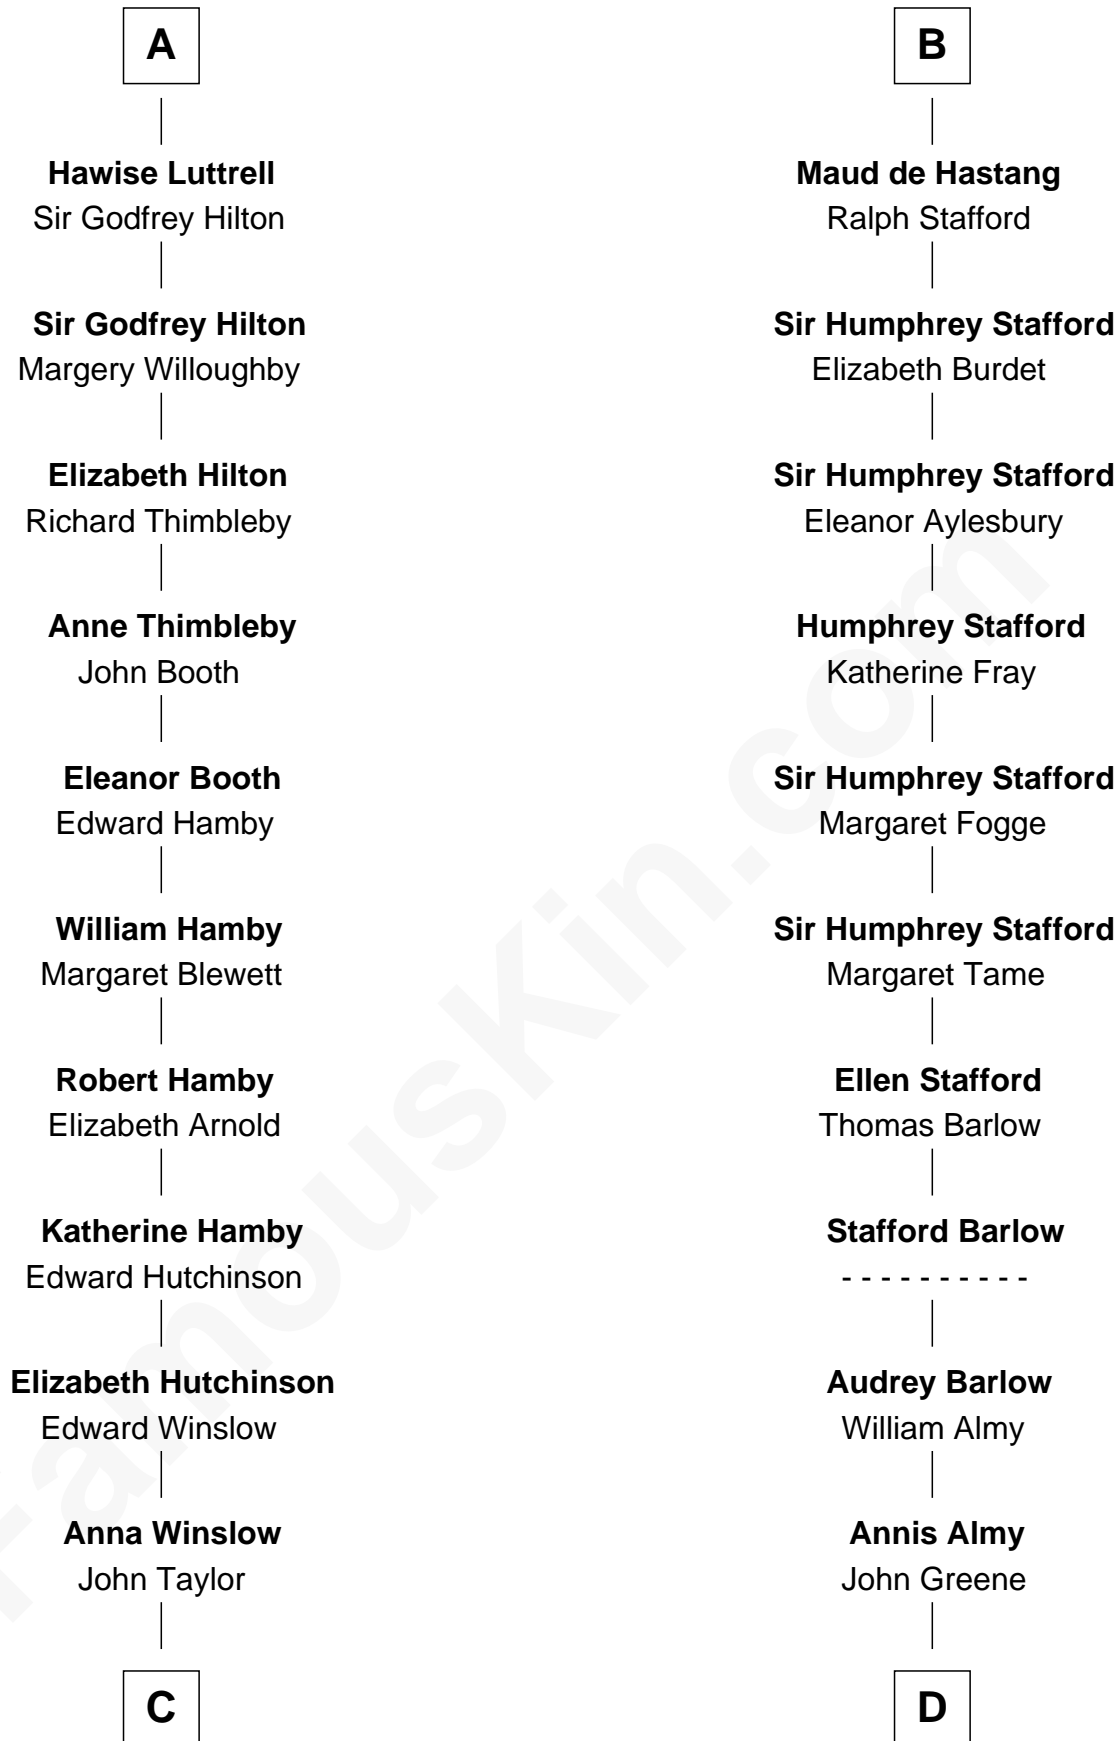 A
Hawise Luttrell
Sir Godfrey Hilton
Sir Godfrey Hilton
Margery Willoughby
Elizabeth Hilton
Richard Thimbleby
Anne Thimbleby
John Booth
Eleanor Booth
Edward Hamby
William Hamby
Margaret Blewett
Robert Hamby
Elizabeth Arnold
Katherine Hamby
Edward Hutchinson
Elizabeth Hutchinson
Edward Winslow
Anna Winslow
John Taylor
C
B
Maud de Hastang
Ralph Stafford
Sir Humphrey Stafford
Elizabeth Burdet
Sir Humphrey Stafford
Eleanor Aylesbury
Humphrey Stafford
Katherine Fray
Sir Humphrey Stafford
Margaret Fogge
Sir Humphrey Stafford
Margaret Tame
Ellen Stafford
Thomas Barlow
Stafford Barlow
- - - - - - - - - -
Audrey Barlow
William Almy
Annis Almy
John Greene
D
FamousKin.com